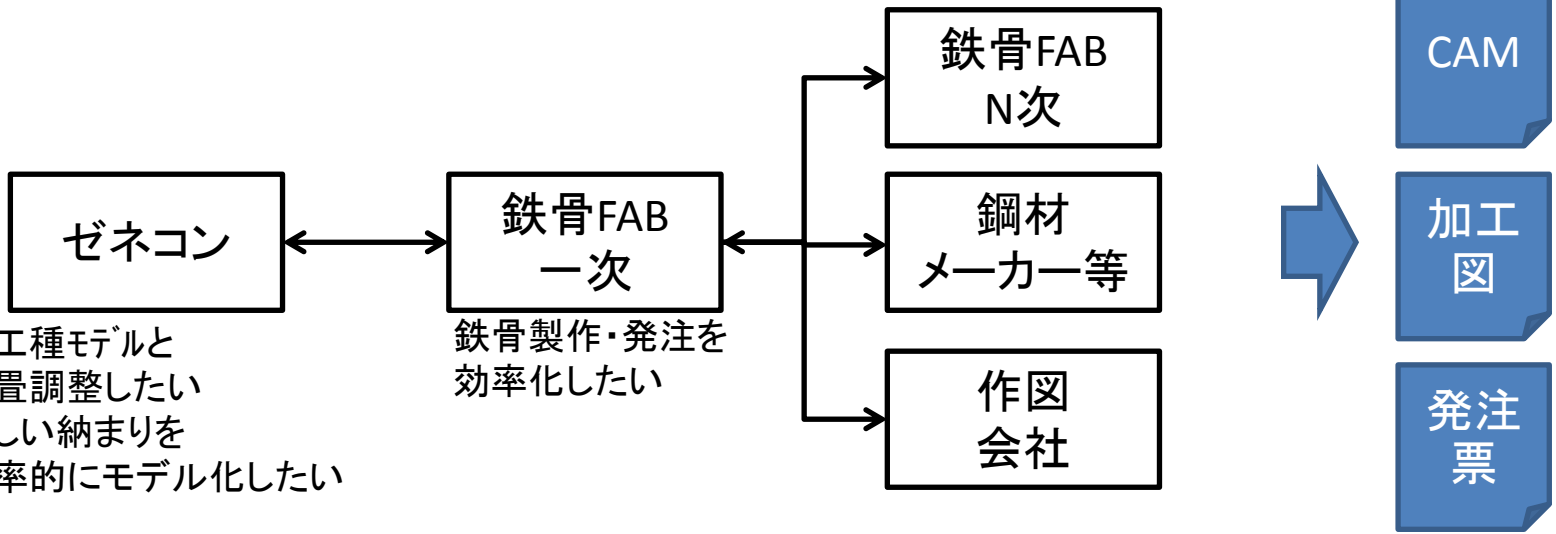 ゼネコン
工種ﾓﾃﾞﾙと
畳調整したい
しい納まりを
率的にモデル化したい
鉄骨FAB
一次
鉄骨製作・発注を
効率化したい
鉄骨FAB
N次
鋼材
メーカー等
作図
会社
CAM
加工
図
発注
票